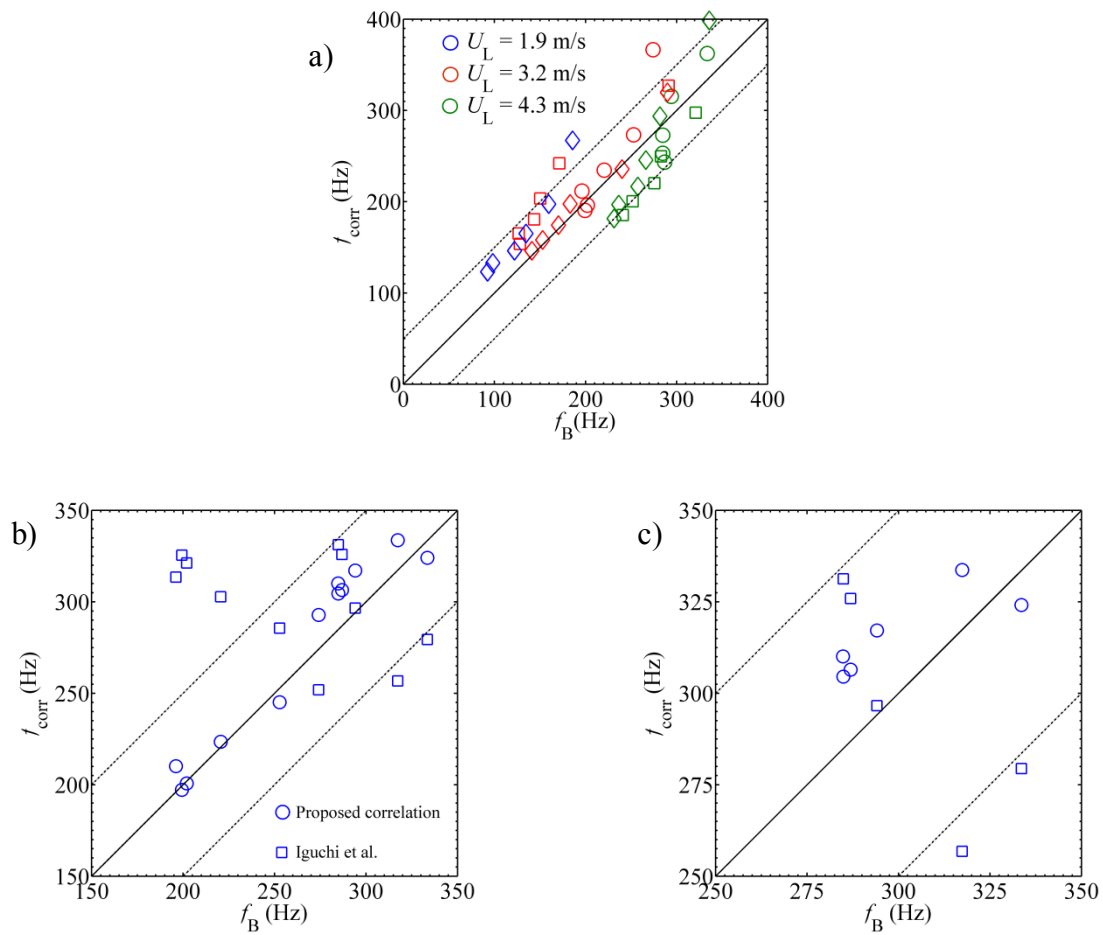 a)
400
300
200
100
0
f_corr (Hz)
U_L = 1.9 m/s
U_L = 3.2 m/s
U_L = 4.3 m/s
0 100 200 300 400
f_B(Hz)
b)
350
300
250
200
150
f_corr (Hz)
Proposed correlation
Iguchi et al.
150 200 250 300 350
f_B (Hz)
c)
350
325
300
275
250
f_corr (Hz)
250 275 300 325 350
f_B (Hz)